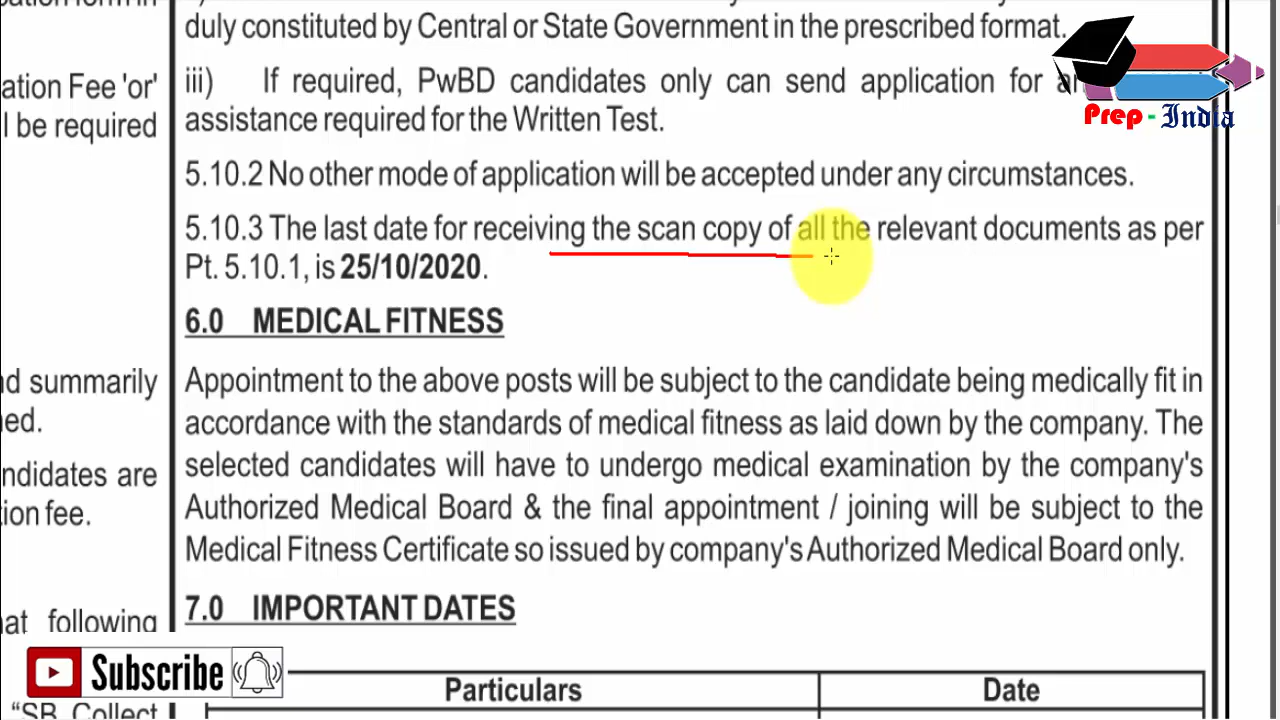 ation Fee 'or'
l be required
nd summarily
ned.
ndidates are
ion fee.
at following
“SB Collect
duly constituted by Central or State Government in the prescribed format.
iii) If required, PwBD candidates only can send application for
assistance required for the Written Test.
5.10.2 No other mode of application will be accepted under any circumstances.
5.10.3 The last date for receiving the scan copy of all the relevant documents as per
Pt. 5.10.1, is 25/10/2020.
6.0 MEDICAL FITNESS
Appointment to the above posts will be subject to the candidate being medically fit in
accordance with the standards of medical fitness as laid down by the company. The
selected candidates will have to undergo medical examination by the company's
Authorized Medical Board & the final appointment / joining will be subject to the
Medical Fitness Certificate so issued by company's Authorized Medical Board only.
7.0 IMPORTANT DATES
Particulars Date
Prep - India
Subscribe